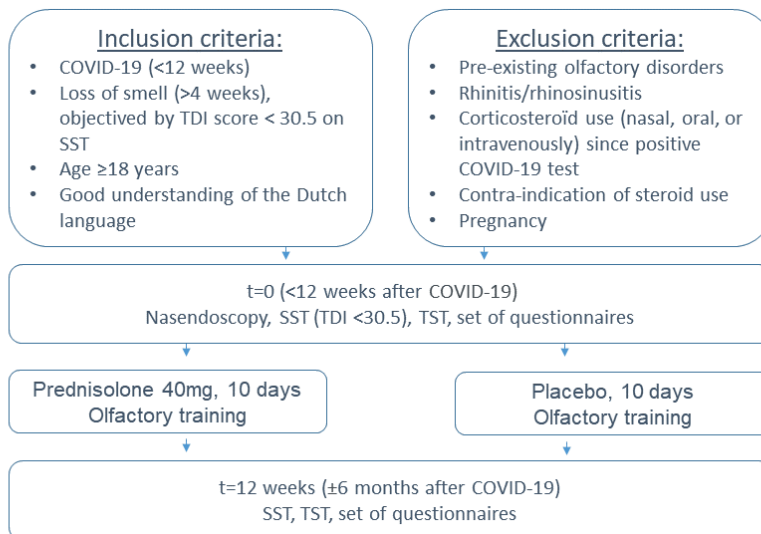 Inclusion criteria:
• COVID-19 (<12 weeks)
• Loss of smell (>4 weeks),
objectived by TDI score < 30.5 on
SST
• Age ≥18 years
• Good understanding of the Dutch
language
Exclusion criteria:
• Pre-existing olfactory disorders
• Rhinitis/rhinosinusitis
• Corticosteroïd use (nasal, oral, or
intravenously) since positive
COVID-19 test
• Contra-indication of steroid use
• Pregnancy
t=0 (<12 weeks after COVID-19)
Nasendoscopy, SST (TDI <30.5), TST, set of questionnaires
Prednisolone 40mg, 10 days
Olfactory training
Placebo, 10 days
Olfactory training
t=12 weeks (±6 months after COVID-19)
SST, TST, set of questionnaires